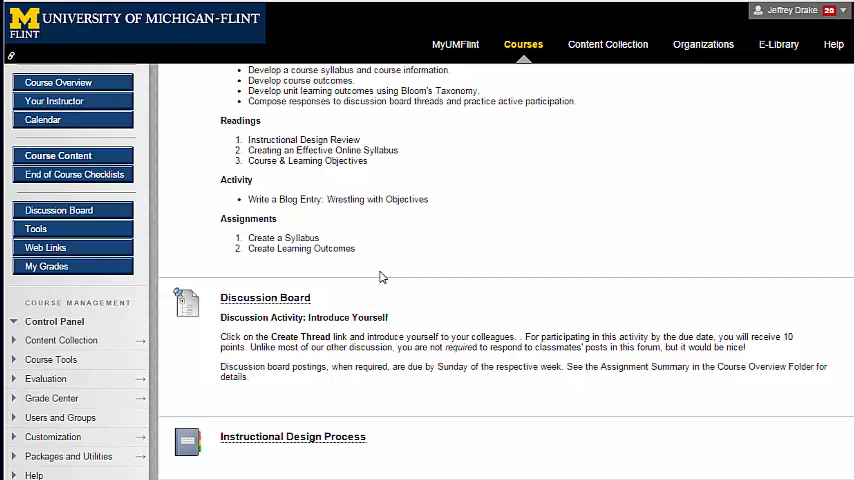 M UNIVERSITY OF MICHIGAN-FLINT
FLINT
Jeffrey Drake 20
MyUMFlint Courses Content Collection Organizations E-Library Help
Course Overview
Your Instructor
Calendar
Course Content
End of Course Checklists
Discussion Board
Tools
Web Links
My Grades
COURSE MANAGEMENT
Control Panel
Content Collection
Course Tools
Evaluation
Grade Center
Users and Groups
Customization
Packages and Utilities
Help
• Develop a course syllabus and course information.
• Develop course outcomes.
• Develop unit learning outcomes using Bloom's Taxonomy.
• Compose responses to discussion board threads and practice active participation.
Readings
1. Instructional Design Review
2. Creating an Effective Online Syllabus
3. Course & Learning Objectives
Activity
• Write a Blog Entry: Wrestling with Objectives
Assignments
1. Create a Syllabus
2. Create Learning Outcomes
Discussion Board
Discussion Activity: Introduce Yourself
Click on the Create Thread link and introduce yourself to your colleagues. . For participating in this activity by the due date, you will receive 10
points. Unlike most of our other discussion, you are not required to respond to classmates' posts in this forum, but it would be nice!
Discussion board postings, when required, are due by Sunday of the respective week. See the Assignment Summary in the Course Overview Folder for
details.
Instructional Design Process